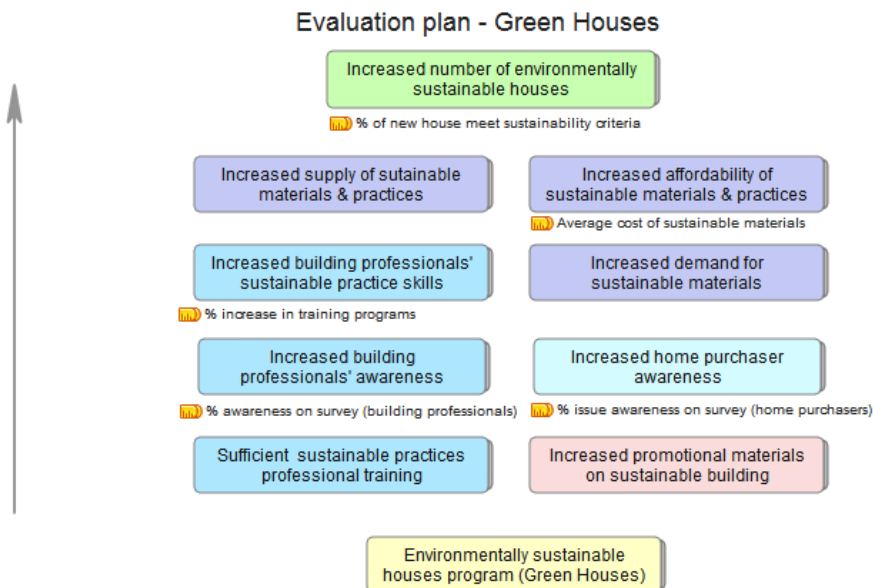 Evaluation plan - Green Houses
Increased number of environmentally
sustainable houses
% of new house meet sustainability criteria
Increased supply of sutainable
materials & practices
Increased affordability of
sustainable materials & practices
Average cost of sustainable materials
Increased building professionals'
sustainable practice skills
Increased demand for
sustainable materials
% increase in training programs
Increased building
professionals' awareness
Increased home purchaser
awareness
% awareness on survey (building professionals)
% issue awareness on survey (home purchasers)
Sufficient sustainable practices
professional training
Increased promotional materials
on sustainable building
Environmentally sustainable
houses program (Green Houses)